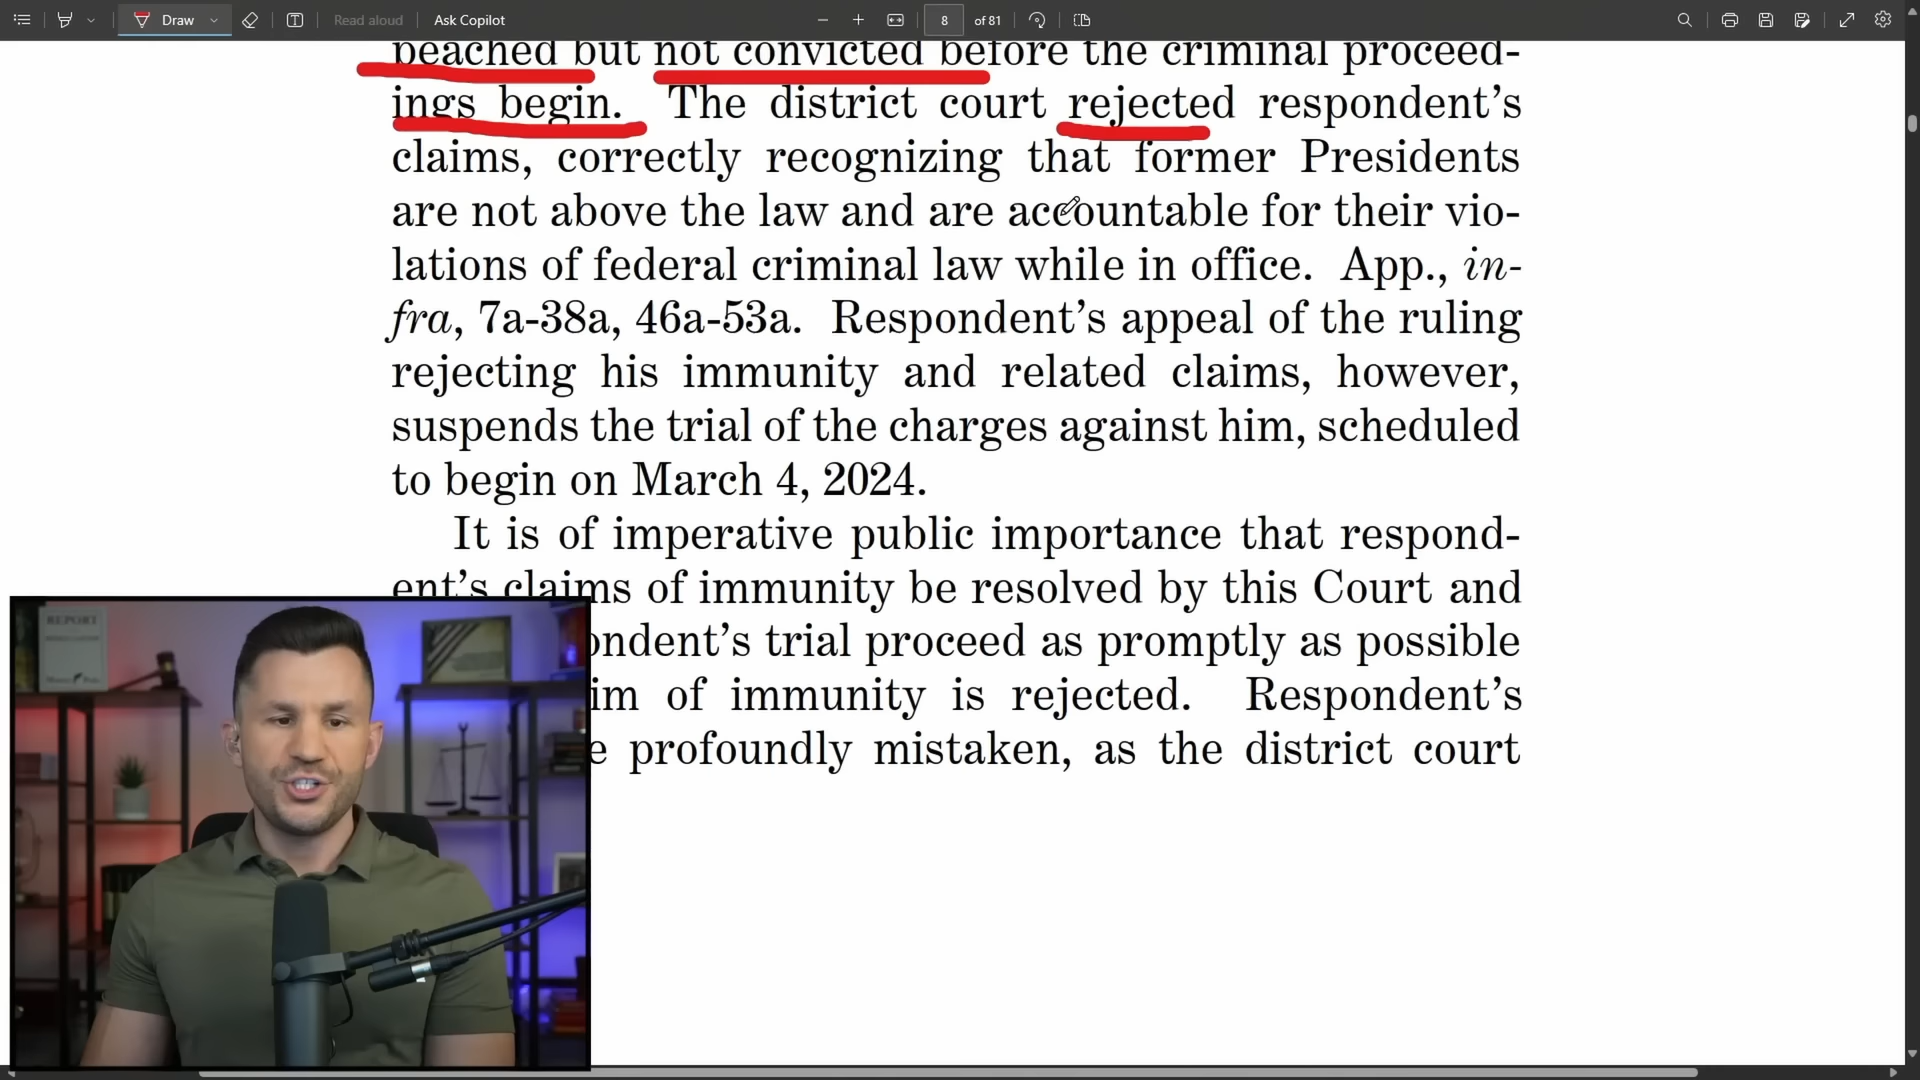 Draw
Read aloud
Ask Copilot
8
of 81
peached but not convicted before the criminal proceed-
ings begin. The district court rejected respondent’s
claims, correctly recognizing that former Presidents
are not above the law and are accountable for their vio-
lations of federal criminal law while in office. App., in-
fra, 7a-38a, 46a-53a. Respondent’s appeal of the ruling
rejecting his immunity and related claims, however,
suspends the trial of the charges against him, scheduled
to begin on March 4, 2024.
It is of imperative public importance that respond-
ent’s claims of immunity be resolved by this Court and
ondent’s trial proceed as promptly as possible
im of immunity is rejected. Respondent’s
e profoundly mistaken, as the district court
REPORT